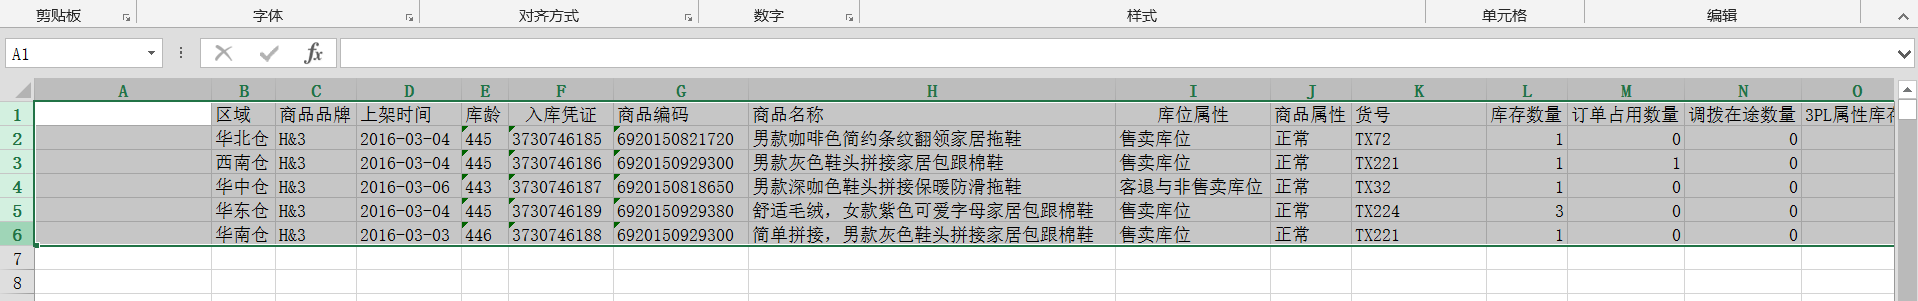 剪贴板 字体 对齐方式 数字 样式 单元格 编辑
A1 fx
A B C D E F G H I J K L M N O
1 区域 商品品牌 上架时间 库龄 入库凭证 商品编码 商品名称 库位属性 商品属性 货号 库存数量 订单占用数量 调拨在途数量 3PL属性库存
2 华北仓 H&3 2016-03-04 445 3730746185 6920150821720 男款咖啡色简约条纹翻领家居拖鞋 售卖库位 正常 TX72 1 0 0
3 西南仓 H&3 2016-03-04 445 3730746186 6920150929300 男款灰色鞋头拼接家居包跟棉鞋 售卖库位 正常 TX221 1 1 0
4 华中仓 H&3 2016-03-06 443 3730746187 6920150818650 男款深咖色鞋头拼接保暖防滑拖鞋 客退与非售卖库位 正常 TX32 1 0 0
5 华东仓 H&3 2016-03-04 445 3730746189 6920150929380 舒适毛绒，女款紫色可爱字母家居包跟棉鞋 售卖库位 正常 TX224 3 0 0
6 华南仓 H&3 2016-03-03 446 3730746188 6920150929300 简单拼接，男款灰色鞋头拼接家居包跟棉鞋 售卖库位 正常 TX221 1 0 0
7
8